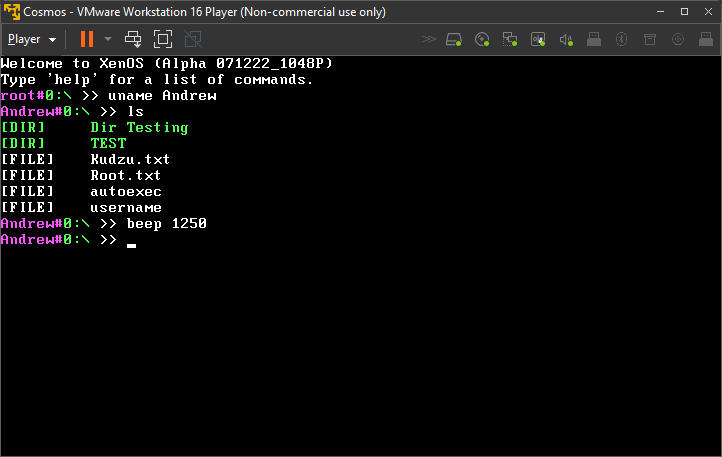 Cosmos - VMware Workstation 16 Player (Non-commercial use only)
Player
Welcome to XenOS (Alpha 071222_1048P)
Type 'help' for a list of commands.
root#0:\ >> uname Andrew
Andrew#0:\ >> ls
[DIR] Dir Testing
[DIR] TEST
[FILE] Kudzu.txt
[FILE] Root.txt
[FILE] autoexec
[FILE] username
Andrew#0:\ >> beep 1250
Andrew#0:\ >> _